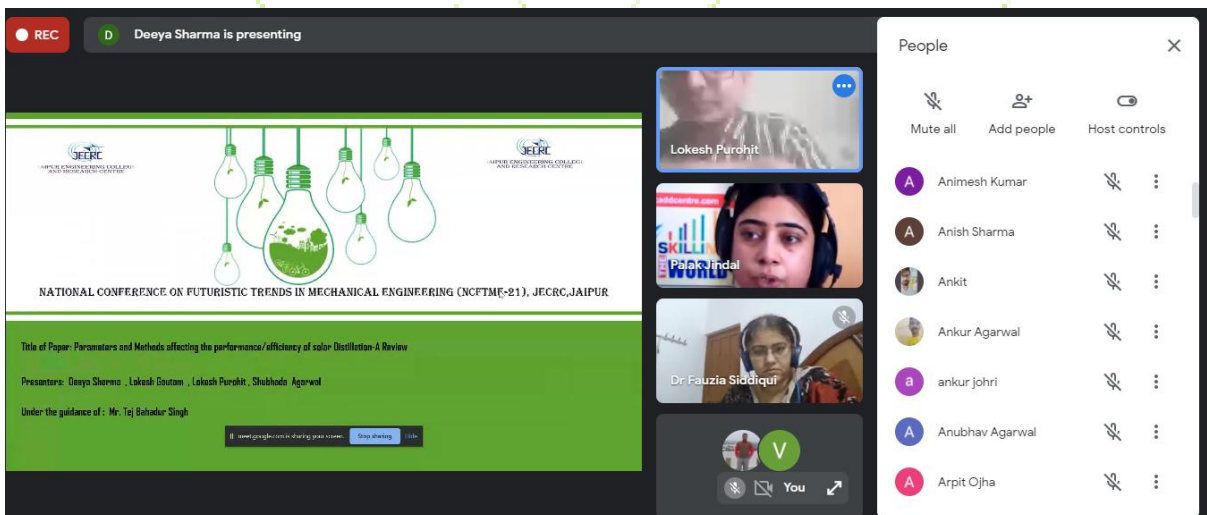 REC
D
Deeya Sharma is presenting
JECRC
JAIPUR ENGINEERING COLLEGE
AND RESEARCH CENTRE
JECRC
JAIPUR ENGINEERING COLLEGE
AND RESEARCH CENTRE
NATIONAL CONFERENCE ON FUTURISTIC TRENDS IN MECHANICAL ENGINEERING (NCFTME-21), JECRC,JAIPUR
Title of Paper: Parameters and Methods affecting the performance/efficiency of solar Distillation-A Review
Presenters: Deeya Sharma , Lokesh Gautam , Lokesh Purohit , Shubhada Agarwal
Under the guidance of : Mr. Tej Bahadur Singh
meet.google.com is sharing your screen.
Stop sharing
Hide
Lokesh Purohit
SKILLIN
THE
WORLD
Palak Jindal
Dr Fauzia Siddiqui
V
You
People
Mute all
Add people
Host controls
A
Animesh Kumar
A
Anish Sharma
Ankit
Ankur Agarwal
a
ankur johri
A
Anubhav Agarwal
A
Arpit Ojha